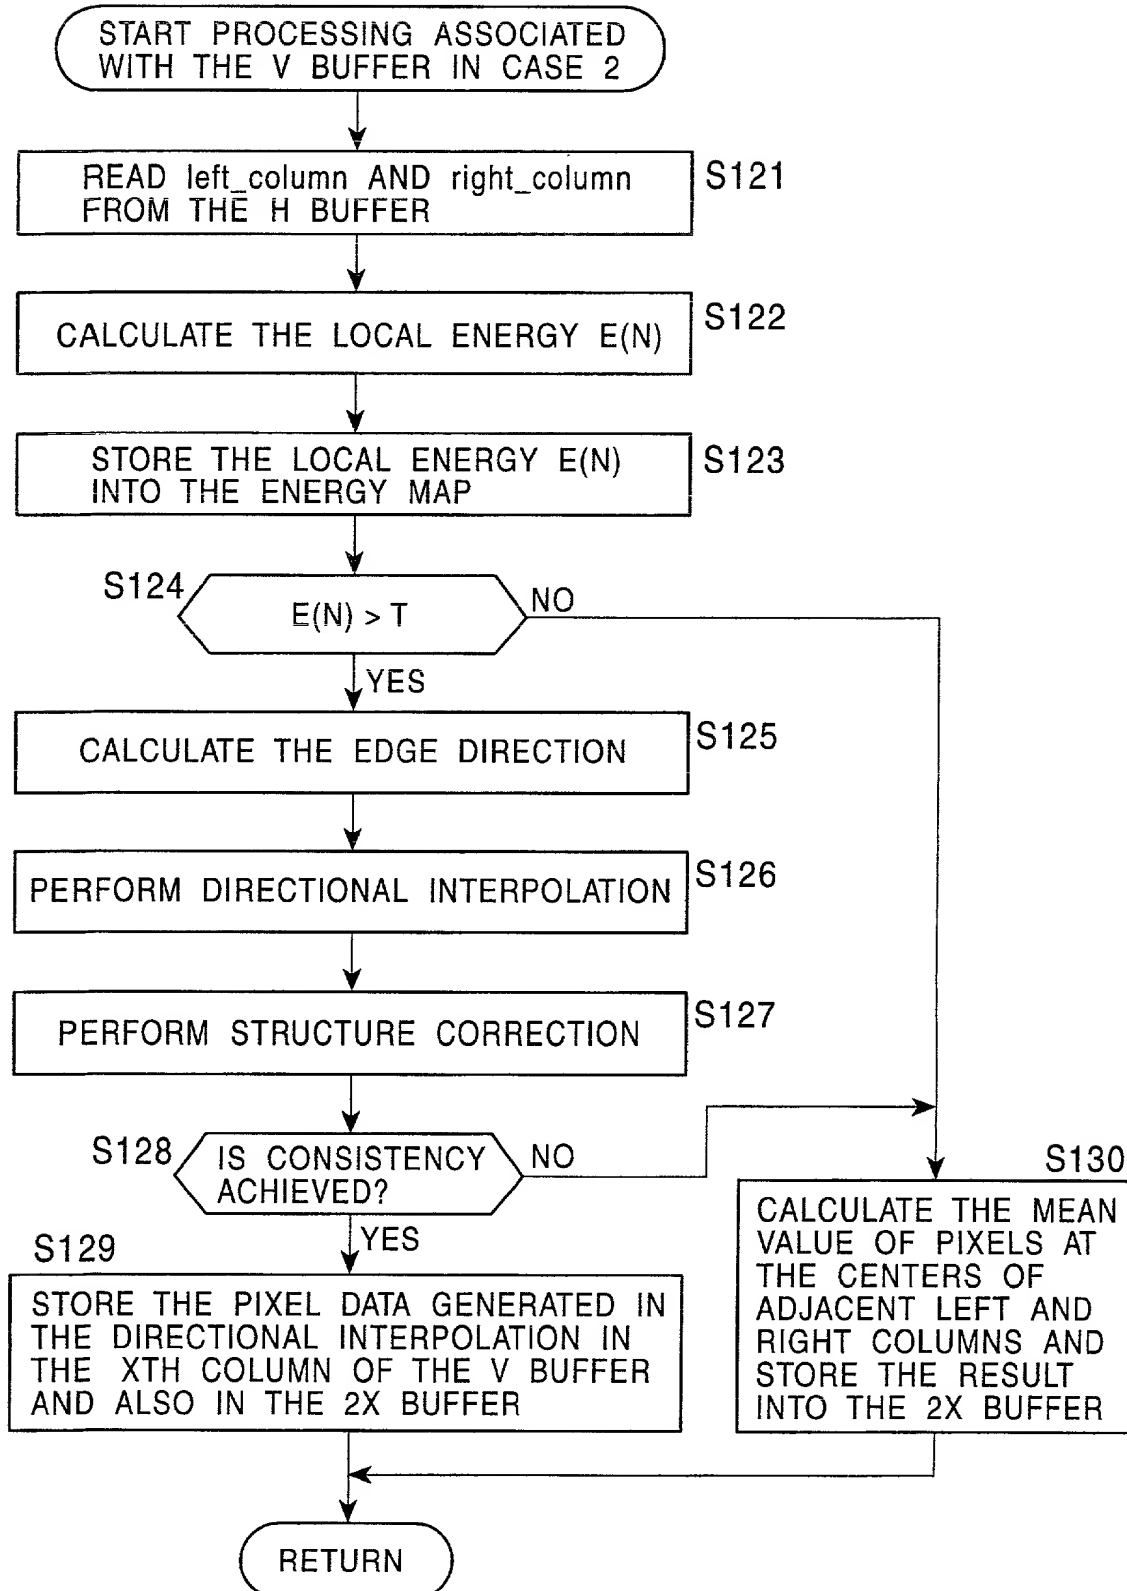 START PROCESSING ASSOCIATED
WITH THE V BUFFER IN CASE 2
READ left_column AND right_column
FROM THE H BUFFER
S121
CALCULATE THE LOCAL ENERGY E(N)
S122
STORE THE LOCAL ENERGY E(N)
INTO THE ENERGY MAP
S123
S124
E(N) > T
NO
YES
CALCULATE THE EDGE DIRECTION
S125
PERFORM DIRECTIONAL INTERPOLATION
S126
PERFORM STRUCTURE CORRECTION
S127
S128
IS CONSISTENCY
ACHIEVED?
NO
YES
S129
STORE THE PIXEL DATA GENERATED IN
THE DIRECTIONAL INTERPOLATION IN
THE XTH COLUMN OF THE V BUFFER
AND ALSO IN THE 2X BUFFER
S130
CALCULATE THE MEAN
VALUE OF PIXELS AT
THE CENTERS OF
ADJACENT LEFT AND
RIGHT COLUMNS AND
STORE THE RESULT
INTO THE 2X BUFFER
RETURN